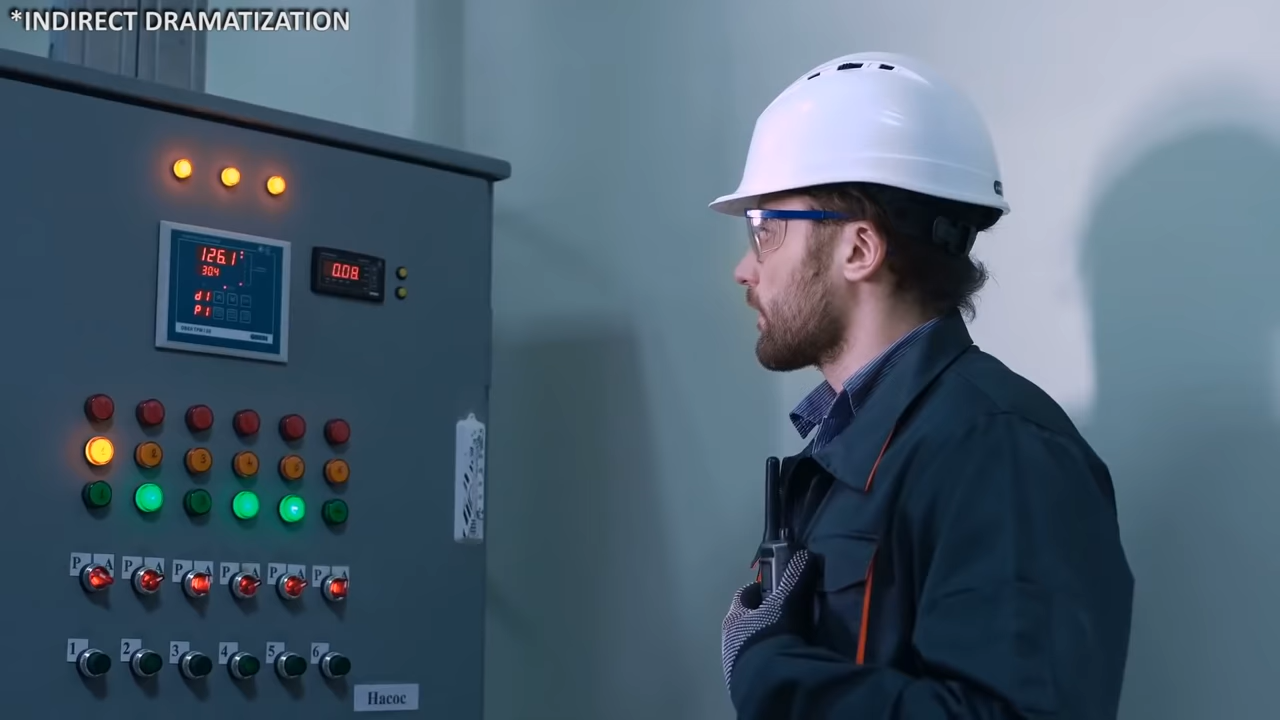 *INDIRECT DRAMATIZATION
126.1
304
d1
P1
0.08
P A P A P A P A P A P A
1 2 3 4 5 6
Насос